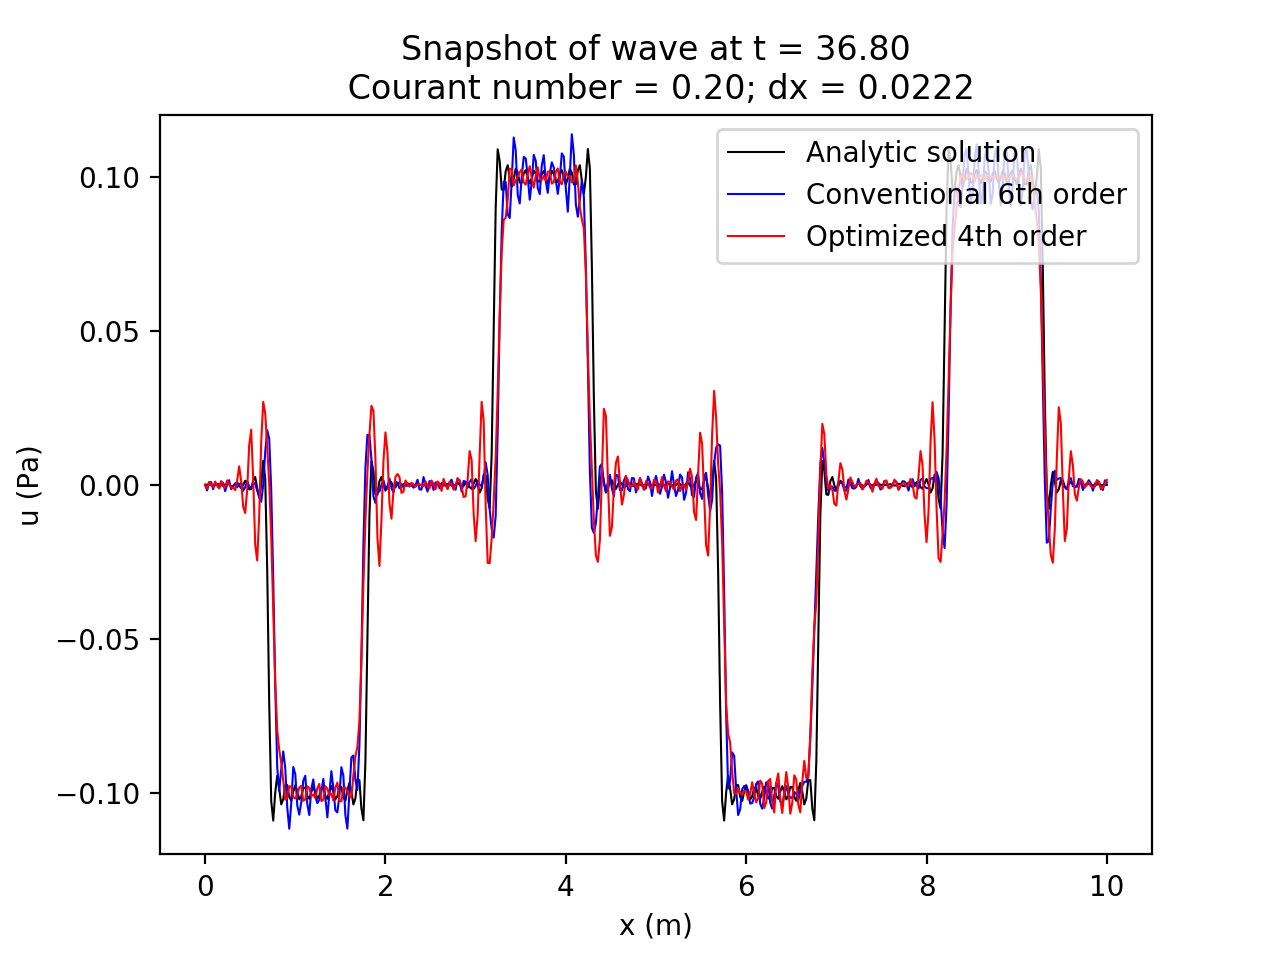 Snapshot of wave at t = 36.80
Courant number = 0.20; dx = 0.0222
Analytic solution
Conventional 6th order
Optimized 4th order
0.10
0.05
0.00
−0.05
−0.10
u (Pa)
0 2 4 6 8 10
x (m)